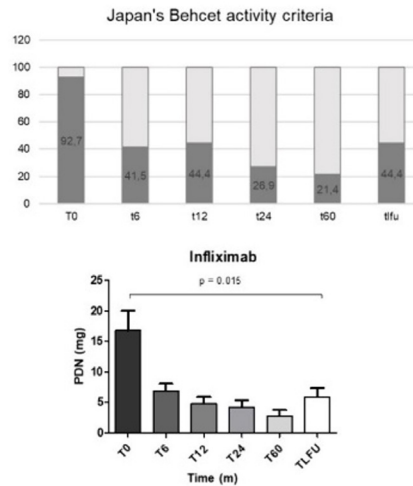 Japan's Behcet activity criteria
120
100
80
60
40
20
0
92,7 41,5 44,4 26,9 21,4 44,4
T0 t6 t12 t24 t60 tlfu
Infliximab
p = 0.015
25
20
15
10
5
0
PDN (mg)
T0 T6 T12 T24 T60 TLFU
Time (m)